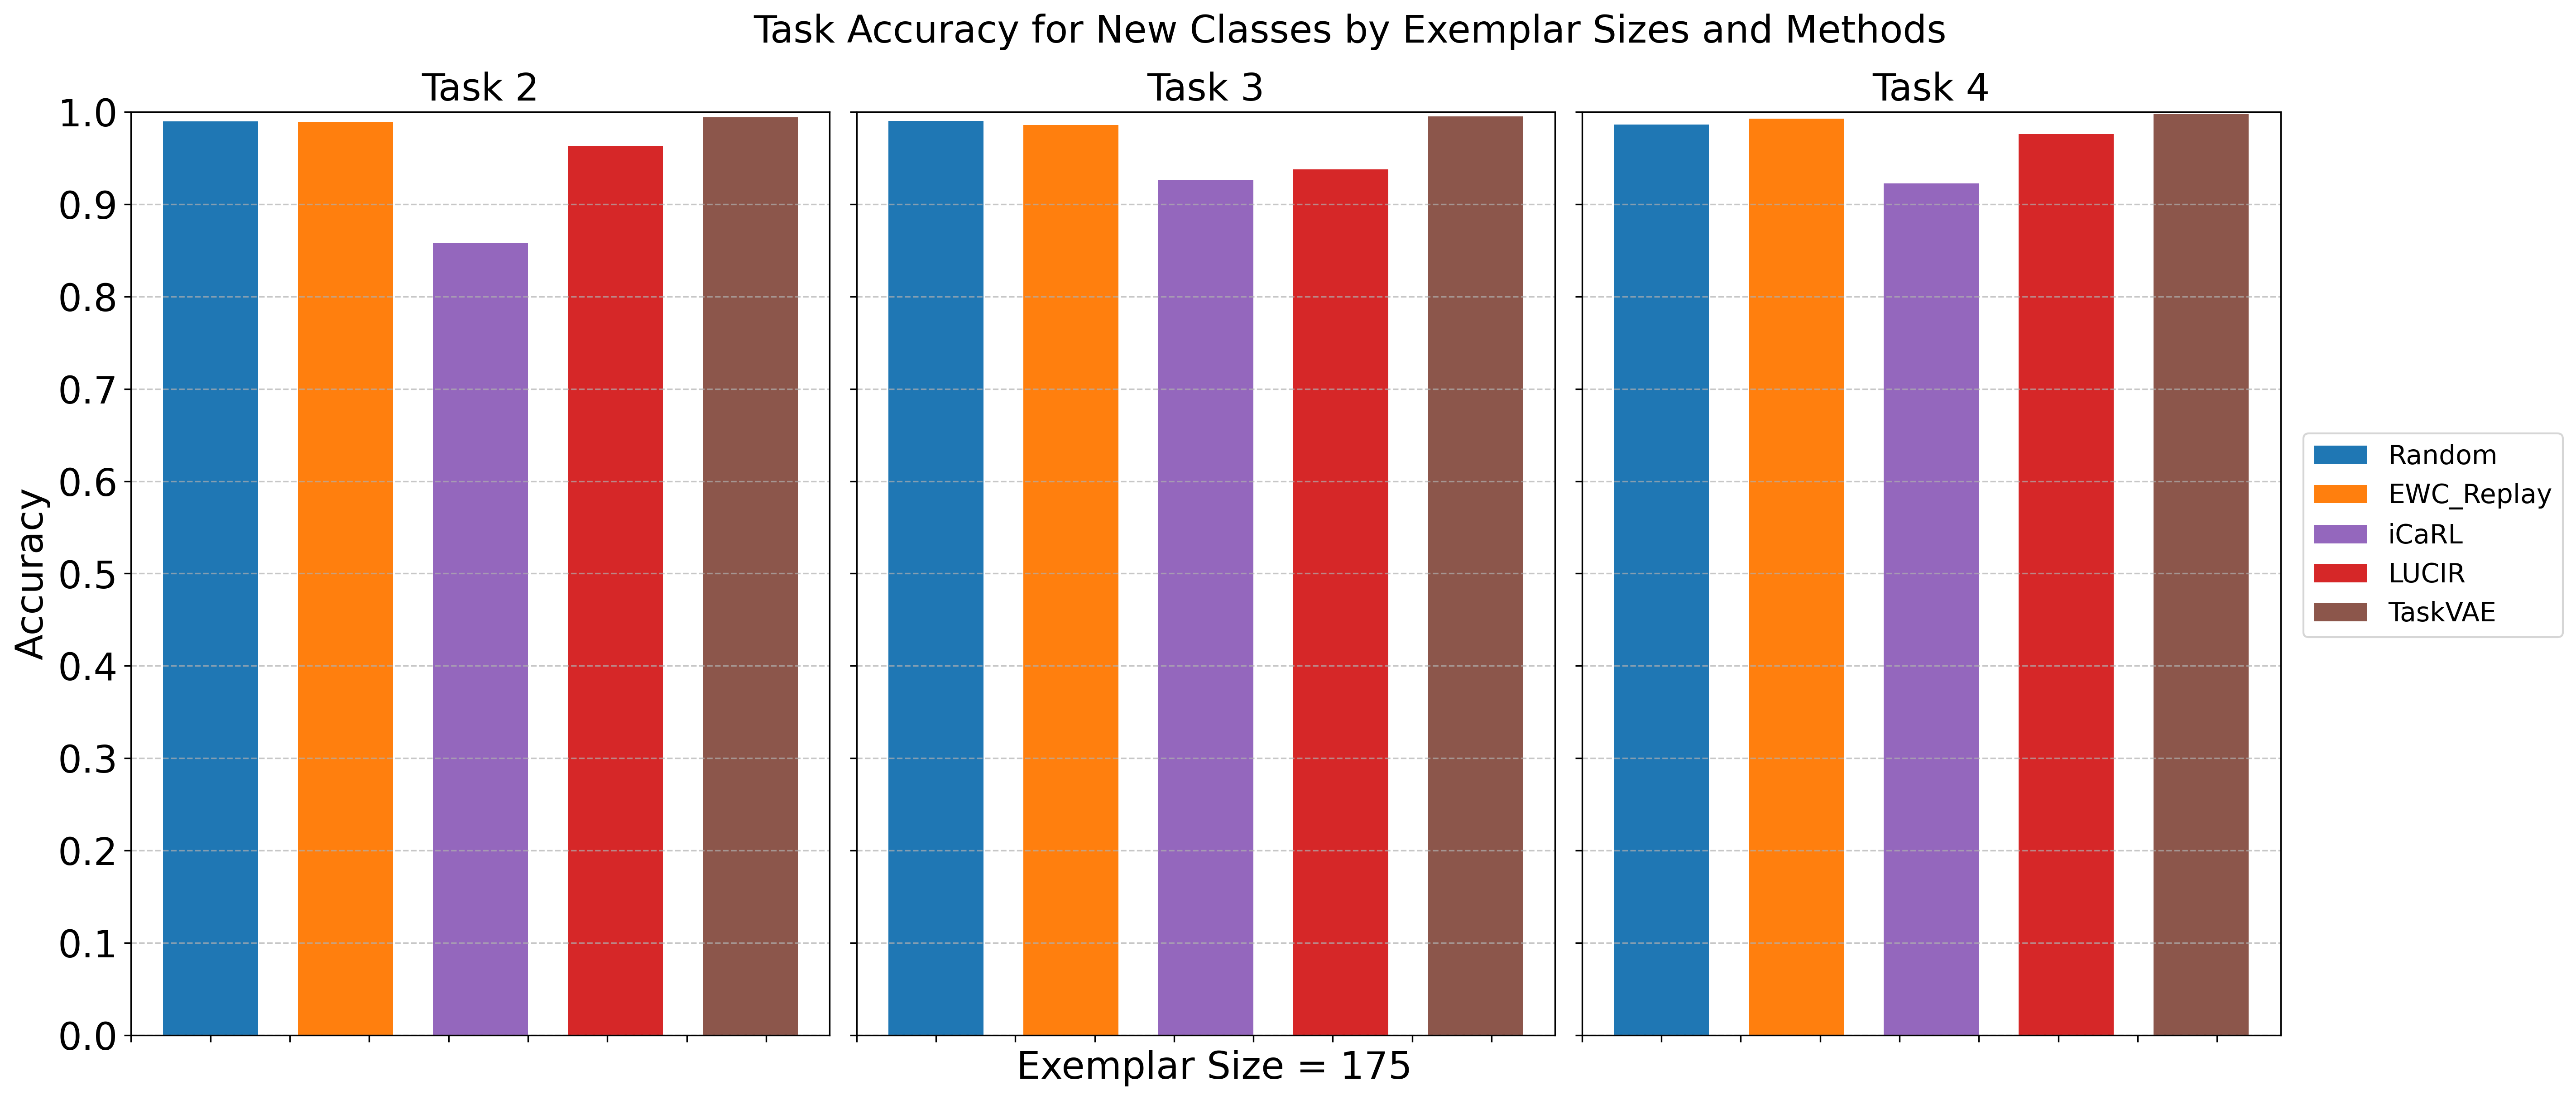 Task Accuracy for New Classes by Exemplar Sizes and Methods
Task 2
Task 3
Task 4
Accuracy
1.0
0.9
0.8
0.7
0.6
0.5
0.4
0.3
0.2
0.1
0.0
Exemplar Size = 175
Random
EWC_Replay
iCaRL
LUCIR
TaskVAE